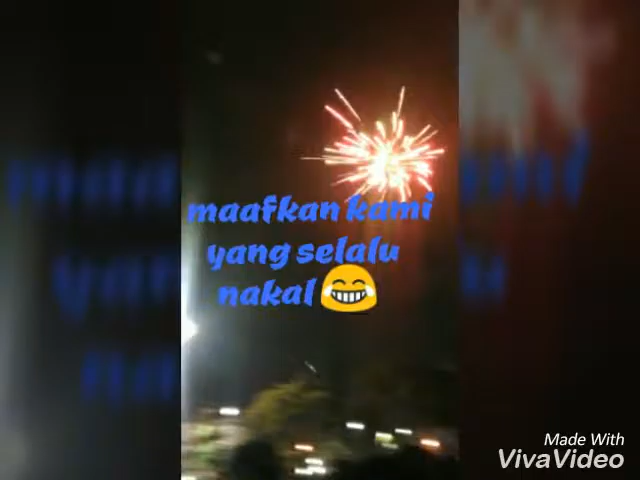 maafkan kami
yang selalu
nakal😂
Made With
VivaVideo